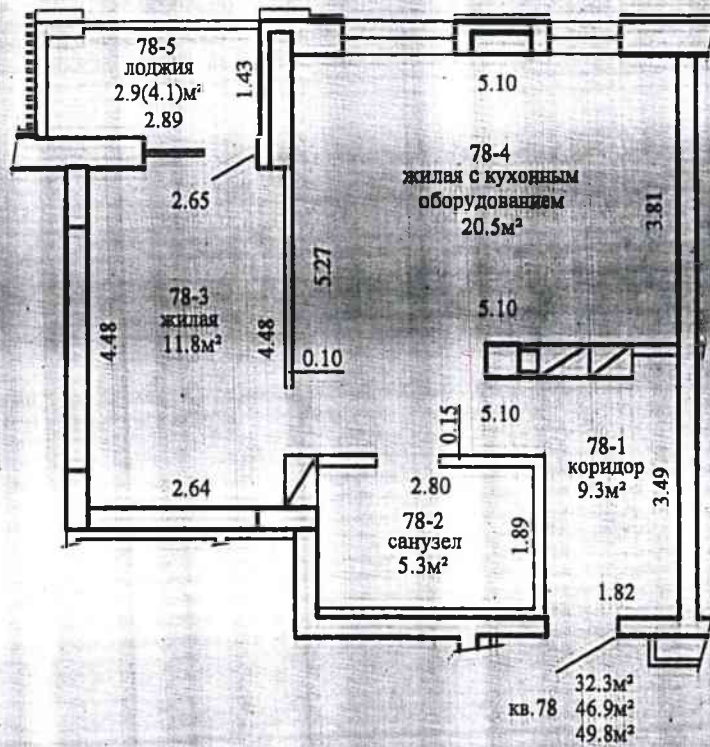 78-5
лоджия
2.9(4.1)м²
2.89
1.43
5.10
78-4
жилая с кухонным
оборудованием
20.5м²
3.81
2.65
5.27
78-3
жилая
11.8м²
4.48
4.48
0.10
5.10
5.10
0.15
78-1
коридор
9.3м²
3.49
2.64
2.80
78-2
санузел
5.3м²
1.89
1.82
32.3м²
кв.78 46.9м²
49.8м²